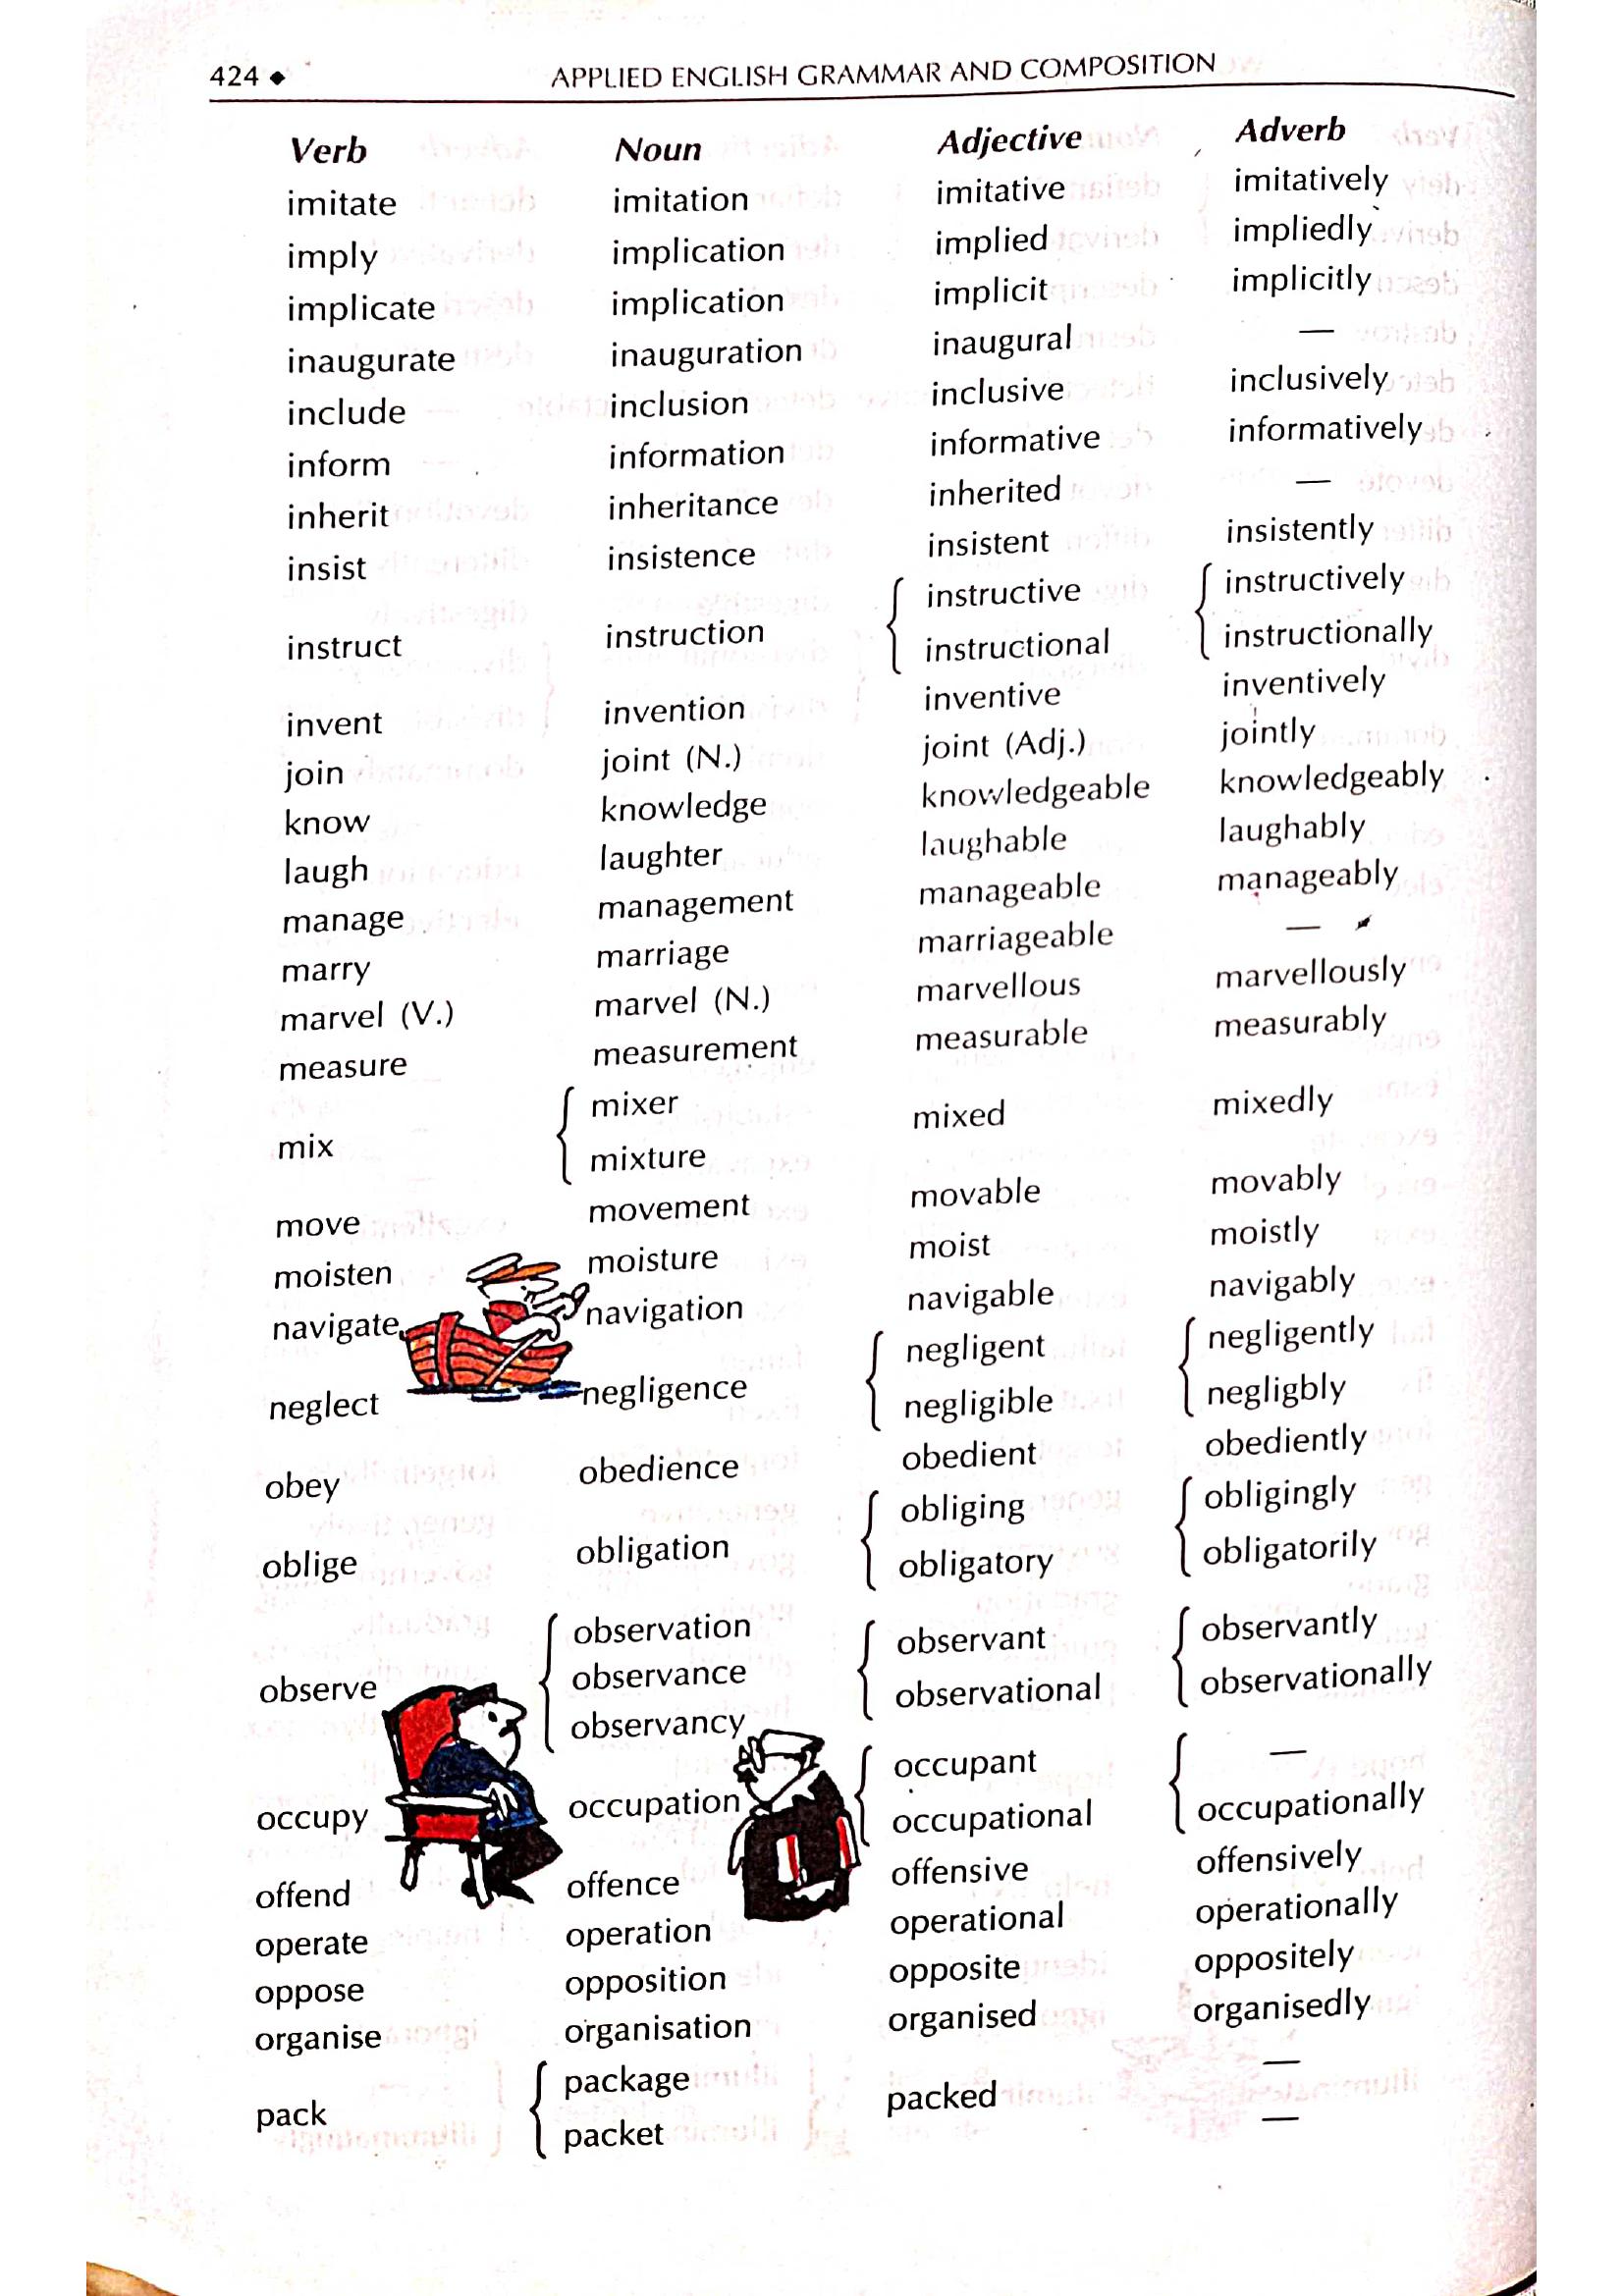 424 ◆ APPLIED ENGLISH GRAMMAR AND COMPOSITION
Verb Noun Adjective Adverb
imitate imitation imitative imitatively
imply implication implied impliedly
implicate implication implicit implicitly
inaugurate inauguration inaugural —
include inclusion inclusive inclusively
inform information informative informatively
inherit inheritance inherited —
insist insistence insistent insistently
instructive instructively
instruct instruction
instructional instructionally
invent invention inventive inventively
join joint (N.) joint (Adj.) jointly
know knowledge knowledgeable knowledgeably
laugh laughter laughable laughably
manage management manageable manageably
marry marriage marriageable —
marvel (V.) marvel (N.) marvellous marvellously
measure measurement measurable measurably
mixer
mix mixed mixedly
mixture
move movement movable movably
moisten moisture moist moistly
navigate navigation navigable navigably
negligent negligently
neglect negligence
negligible negligbly
obey obedience obedient obediently
obliging obligingly
oblige obligation
obligatory obligatorily
observation observant observantly
observe observance
observancy observational observationally
occupant —
occupy occupation
occupational occupationally
offend offence offensive offensively
operate operation operational operationally
oppose opposition opposite oppositely
organise organisation organised organisedly
package —
pack packed
packet —